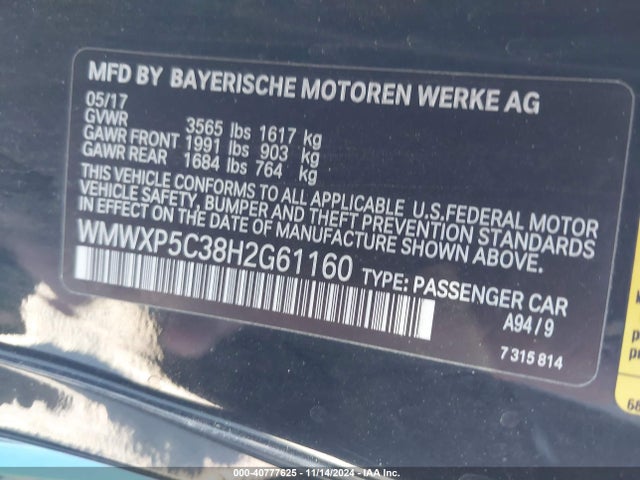 MFD BY BAYERISCHE MOTOREN WERKE AG
05/17
GVWR 3565 lbs 1617 kg
GAWR FRONT 1991 lbs 903 kg
GAWR REAR 1684 lbs 764 kg
THIS VEHICLE CONFORMS TO ALL APPLICABLE U.S.FEDERAL MOTOR
VEHICLE SAFETY, BUMPER AND THEFT PREVENTION STANDARDS
IN EFFECT ON THE DATE OF MANUFACTURE SHOWN ABOVE.
WMWXP5C38H2G61160 TYPE: PASSENGER CAR
A94/9
7 315 814
68
000-40777625 - 11/14/2024 - IAA Inc.